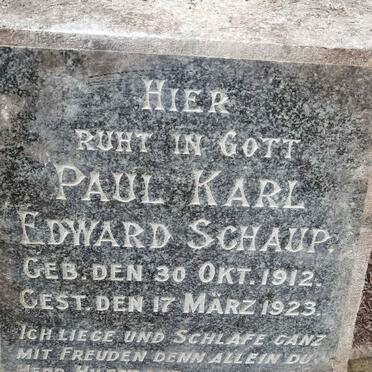 HIER
RUHT IN GOTT
PAUL KARL
EDWARD SCHAUP.
GEB. DEN 30 OKT. 1912.
GEST. DEN 17 MÄRZ 1923.
ICH LIEGE UND SCHLAFE GANZ
MIT FREUDEN DENN ALLEIN DU
HERR